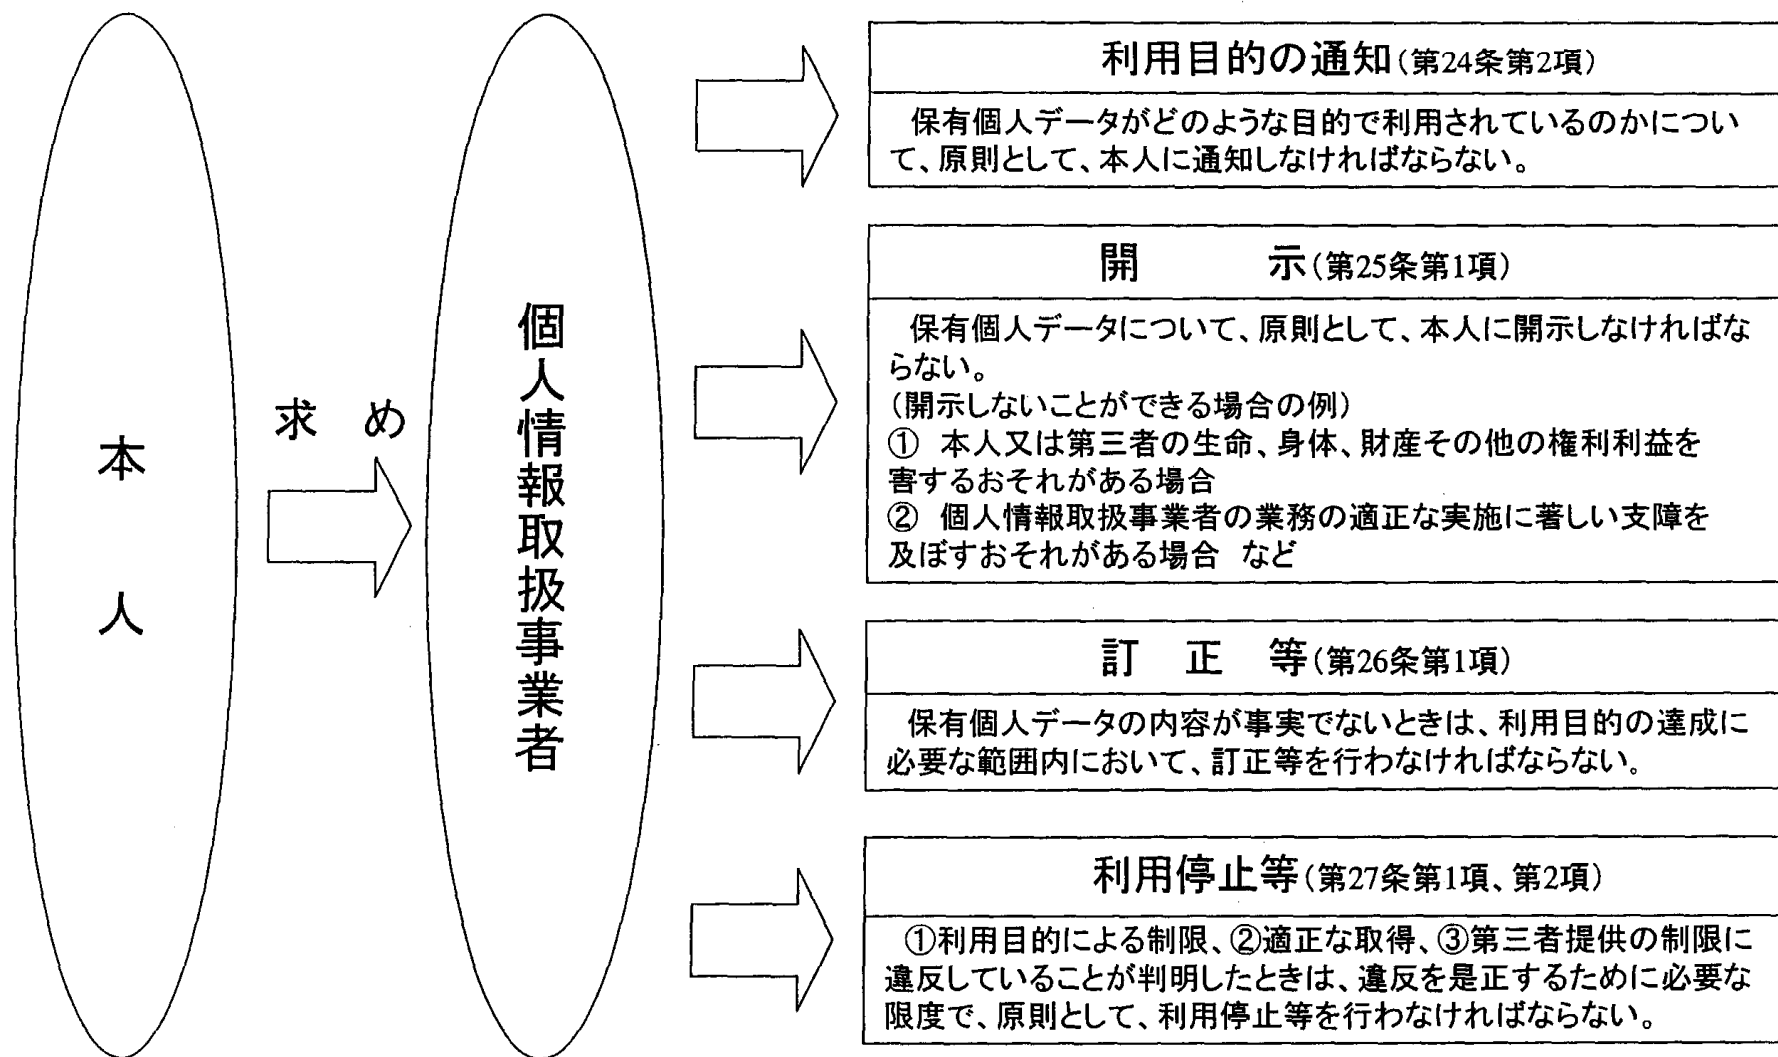 本人
求め
個人情報取扱事業者
利用目的の通知(第24条第2項)
保有個人データがどのような目的で利用されているのかについ
て、原則として、本人に通知しなければならない。
開 示(第25条第1項)
保有個人データについて、原則として、本人に開示しなければな
らない。
(開示しないことができる場合の例)
① 本人又は第三者の生命、身体、財産その他の権利利益を
害するおそれがある場合
② 個人情報取扱事業者の業務の適正な実施に著しい支障を
及ぼすおそれがある場合 など
訂 正 等(第26条第1項)
保有個人データの内容が事実でないときは、利用目的の達成に
必要な範囲内において、訂正等を行わなければならない。
利用停止等(第27条第1項、第2項)
①利用目的による制限、②適正な取得、③第三者提供の制限に
違反していることが判明したときは、違反を是正するために必要な
限度で、原則として、利用停止等を行わなければならない。